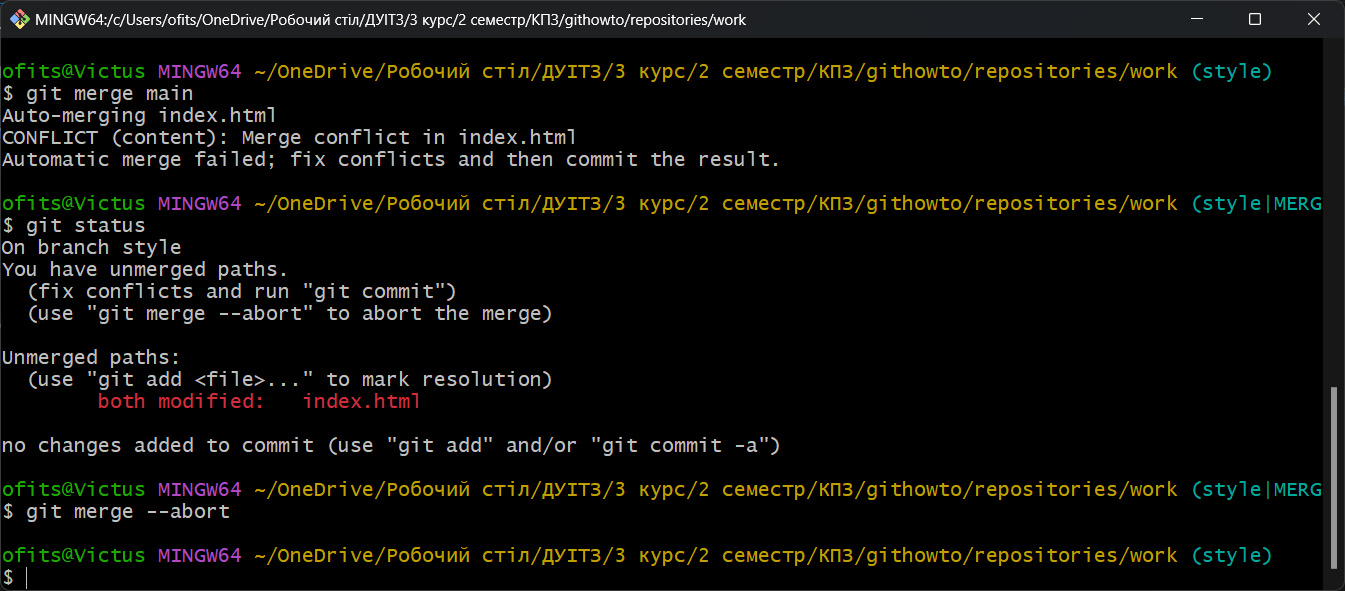 MINGW64:/c/Users/ofits/OneDrive/Робочий стіл/ДУІТЗ/3 курс/2 семестр/КПЗ/githowto/repositories/work
ofits@Victus MINGW64 ~/OneDrive/Робочий стіл/ДУІТЗ/3 курс/2 семестр/КПЗ/githowto/repositories/work (style)
$ git merge main
Auto-merging index.html
CONFLICT (content): Merge conflict in index.html
Automatic merge failed; fix conflicts and then commit the result.
ofits@Victus MINGW64 ~/OneDrive/Робочий стіл/ДУІТЗ/3 курс/2 семестр/КПЗ/githowto/repositories/work (style|MERG
$ git status
On branch style
You have unmerged paths.
  (fix conflicts and run "git commit")
  (use "git merge --abort" to abort the merge)
Unmerged paths:
  (use "git add <file>..." to mark resolution)
        both modified:   index.html
no changes added to commit (use "git add" and/or "git commit -a")
ofits@Victus MINGW64 ~/OneDrive/Робочий стіл/ДУІТЗ/3 курс/2 семестр/КПЗ/githowto/repositories/work (style|MERG
$ git merge --abort
ofits@Victus MINGW64 ~/OneDrive/Робочий стіл/ДУІТЗ/3 курс/2 семестр/КПЗ/githowto/repositories/work (style)
$